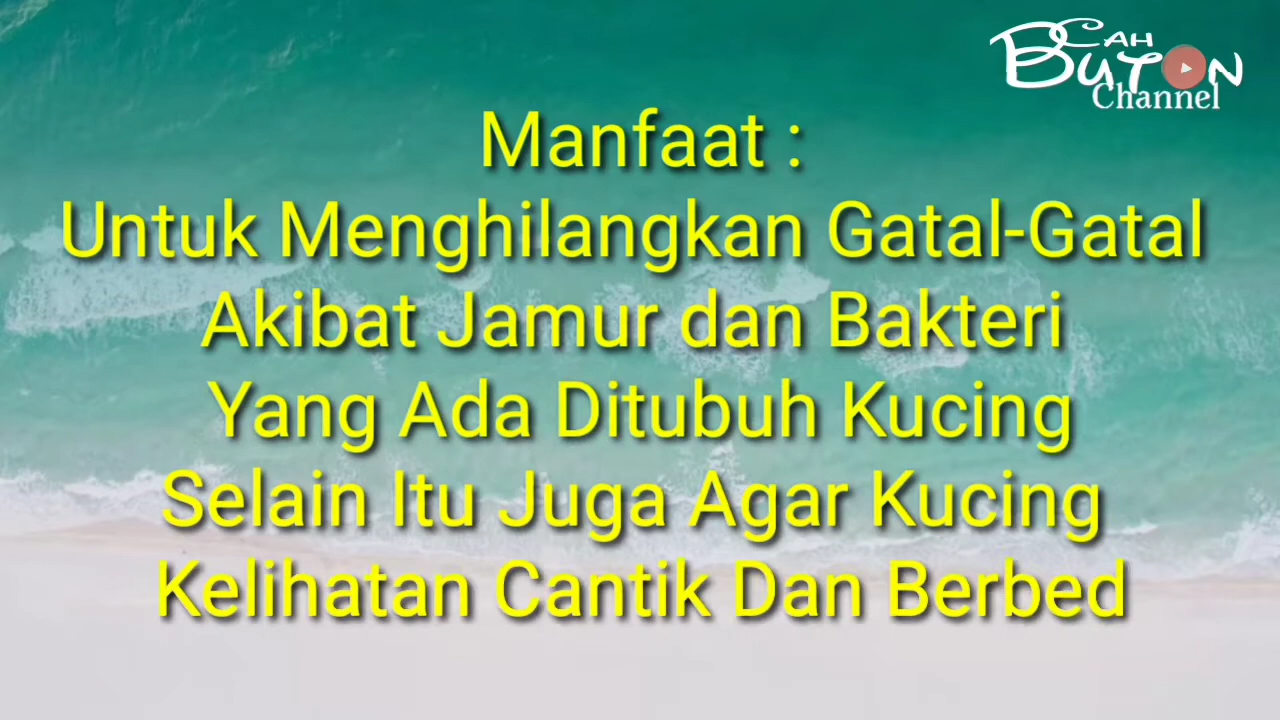 Cah
Buton
Channel
Manfaat :
Untuk Menghilangkan Gatal-Gatal
Akibat Jamur dan Bakteri
Yang Ada Ditubuh Kucing
Selain Itu Juga Agar Kucing
Kelihatan Cantik Dan Berbed